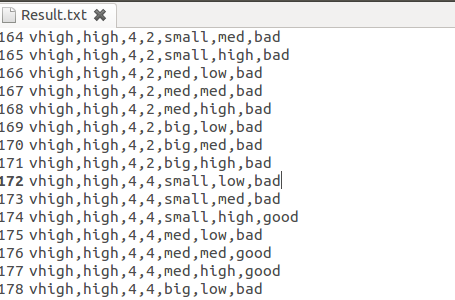 Result.txt ✖
164 vhigh,high,4,2,small,med,bad
165 vhigh,high,4,2,small,high,bad
166 vhigh,high,4,2,med,low,bad
167 vhigh,high,4,2,med,med,bad
168 vhigh,high,4,2,med,high,bad
169 vhigh,high,4,2,big,low,bad
170 vhigh,high,4,2,big,med,bad
171 vhigh,high,4,2,big,high,bad
172 vhigh,high,4,4,small,low,bad
173 vhigh,high,4,4,small,med,bad
174 vhigh,high,4,4,small,high,good
175 vhigh,high,4,4,med,low,bad
176 vhigh,high,4,4,med,med,good
177 vhigh,high,4,4,med,high,good
178 vhigh,high,4,4,big,low,bad